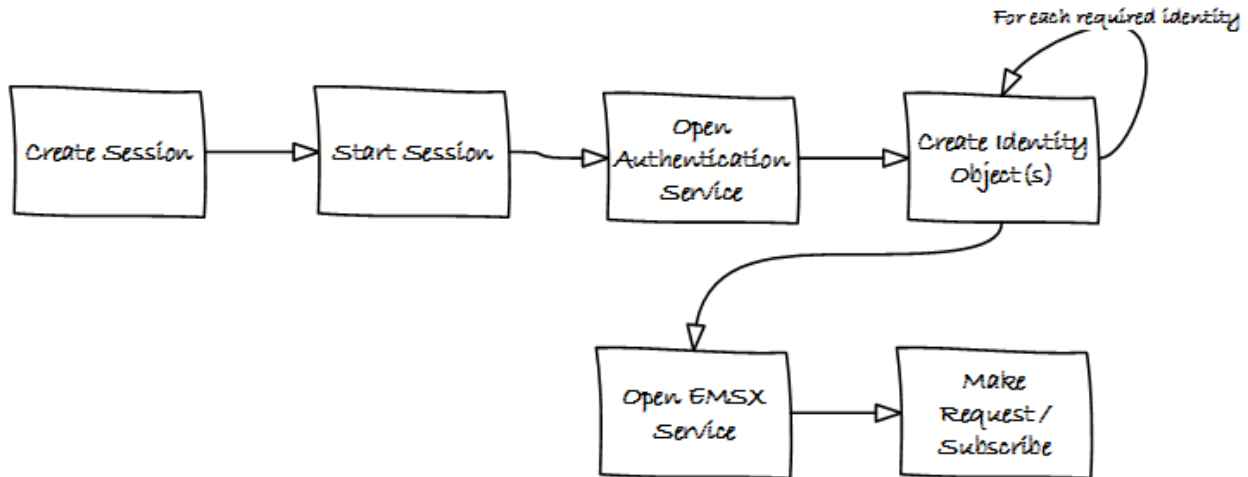 For each required identity
Create Session
Start Session
Open
Authentication
Service
Create Identity
Object(s)
Open EMSX
Service
Make
Request/
Subscribe